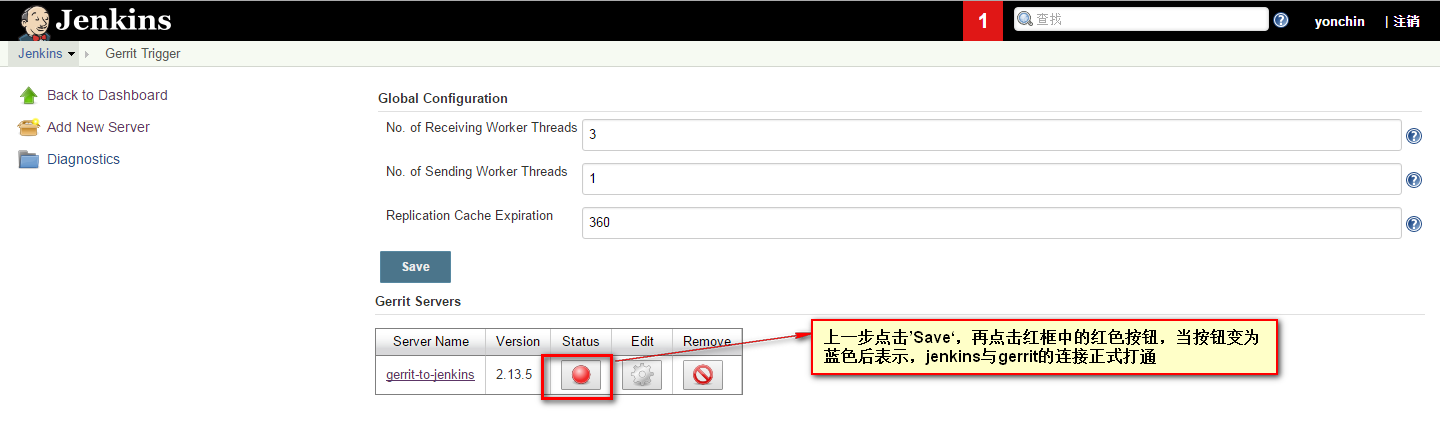 Jenkins
1
查找
yonchin
| 注销
Jenkins
Gerrit Trigger
Back to Dashboard
Add New Server
Diagnostics
Global Configuration
No. of Receiving Worker Threads
3
No. of Sending Worker Threads
1
Replication Cache Expiration
360
Save
Gerrit Servers
Server Name Version Status Edit Remove
gerrit-to-jenkins 2.13.5
上一步点击’Save‘，再点击红框中的红色按钮，当按钮变为
蓝色后表示，jenkins与gerrit的连接正式打通